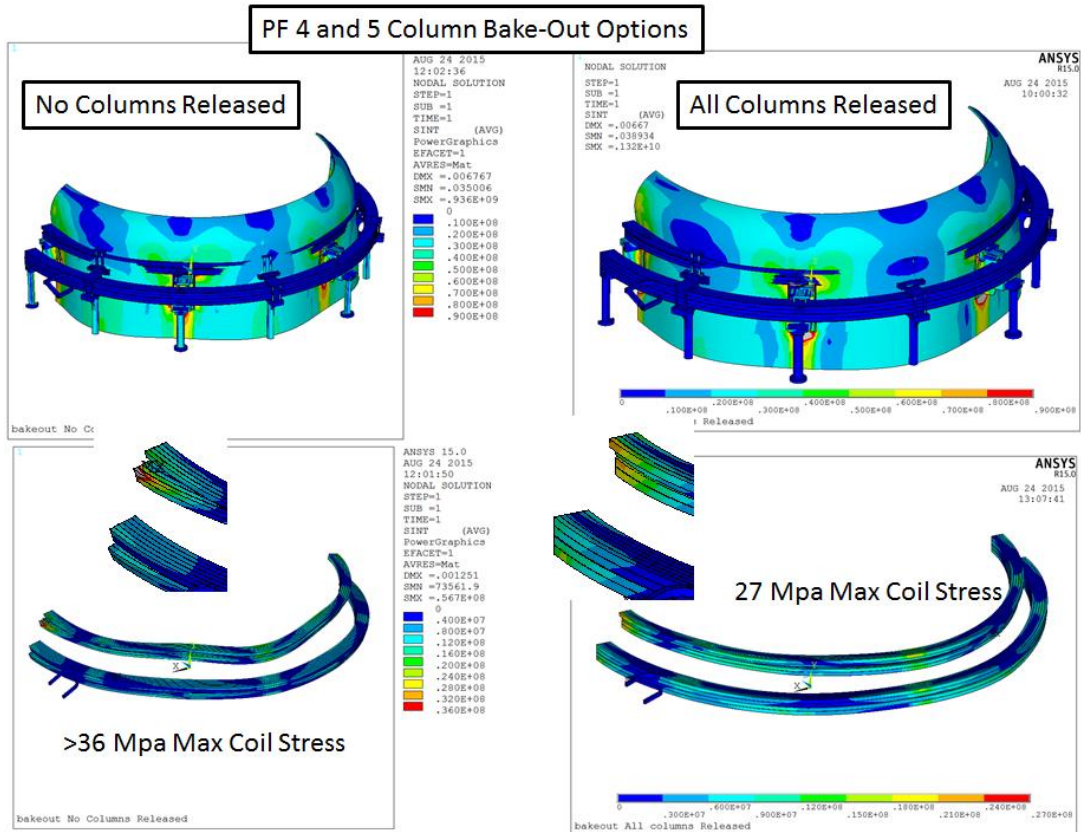 PF 4 and 5 Column Bake-Out Options
1
AUG 24 2015
12:02:36
NODAL SOLUTION
STEP=1
SUB =1
TIME=1
SINT (AVG)
PowerGraphics
EFACET=1
AVRES=Mat
DMX =.006767
SMN =.035006
SMX =.936E+09
0
.100E+08
.200E+08
.300E+08
.400E+08
.500E+08
.600E+08
.700E+08
.800E+08
.900E+08
No Columns Released
bakeout No Co
1
NODAL SOLUTION
STEP=1
SUB =1
TIME=1
SINT (AVG)
DMX =.00667
SMN =.038934
SMX =.132E+10
All Columns Released
ANSYS
R15.0
AUG 24 2015
10:00:32
0 .200E+08 .400E+08 .600E+08 .800E+08
.100E+08 .300E+08 .500E+08 .700E+08 .900E+08
Released
1
ANSYS 15.0
AUG 24 2015
12:01:50
NODAL SOLUTION
STEP=1
SUB =1
TIME=1
SINT (AVG)
PowerGraphics
EFACET=1
AVRES=Mat
DMX =.001251
SMN =73561.9
SMX =.567E+08
0
.400E+07
.800E+07
.120E+08
.160E+08
.200E+08
.240E+08
.280E+08
.320E+08
.360E+08
X
>36 Mpa Max Coil Stress
bakeout No Columns Released
ANSYS
R15.0
AUG 24 2015
13:07:41
27 Mpa Max Coil Stress
X
0 .600E+07 .120E+08 .180E+08 .240E+08
.300E+07 .900E+07 .150E+08 .210E+08 .270E+08
bakeout All columns Released